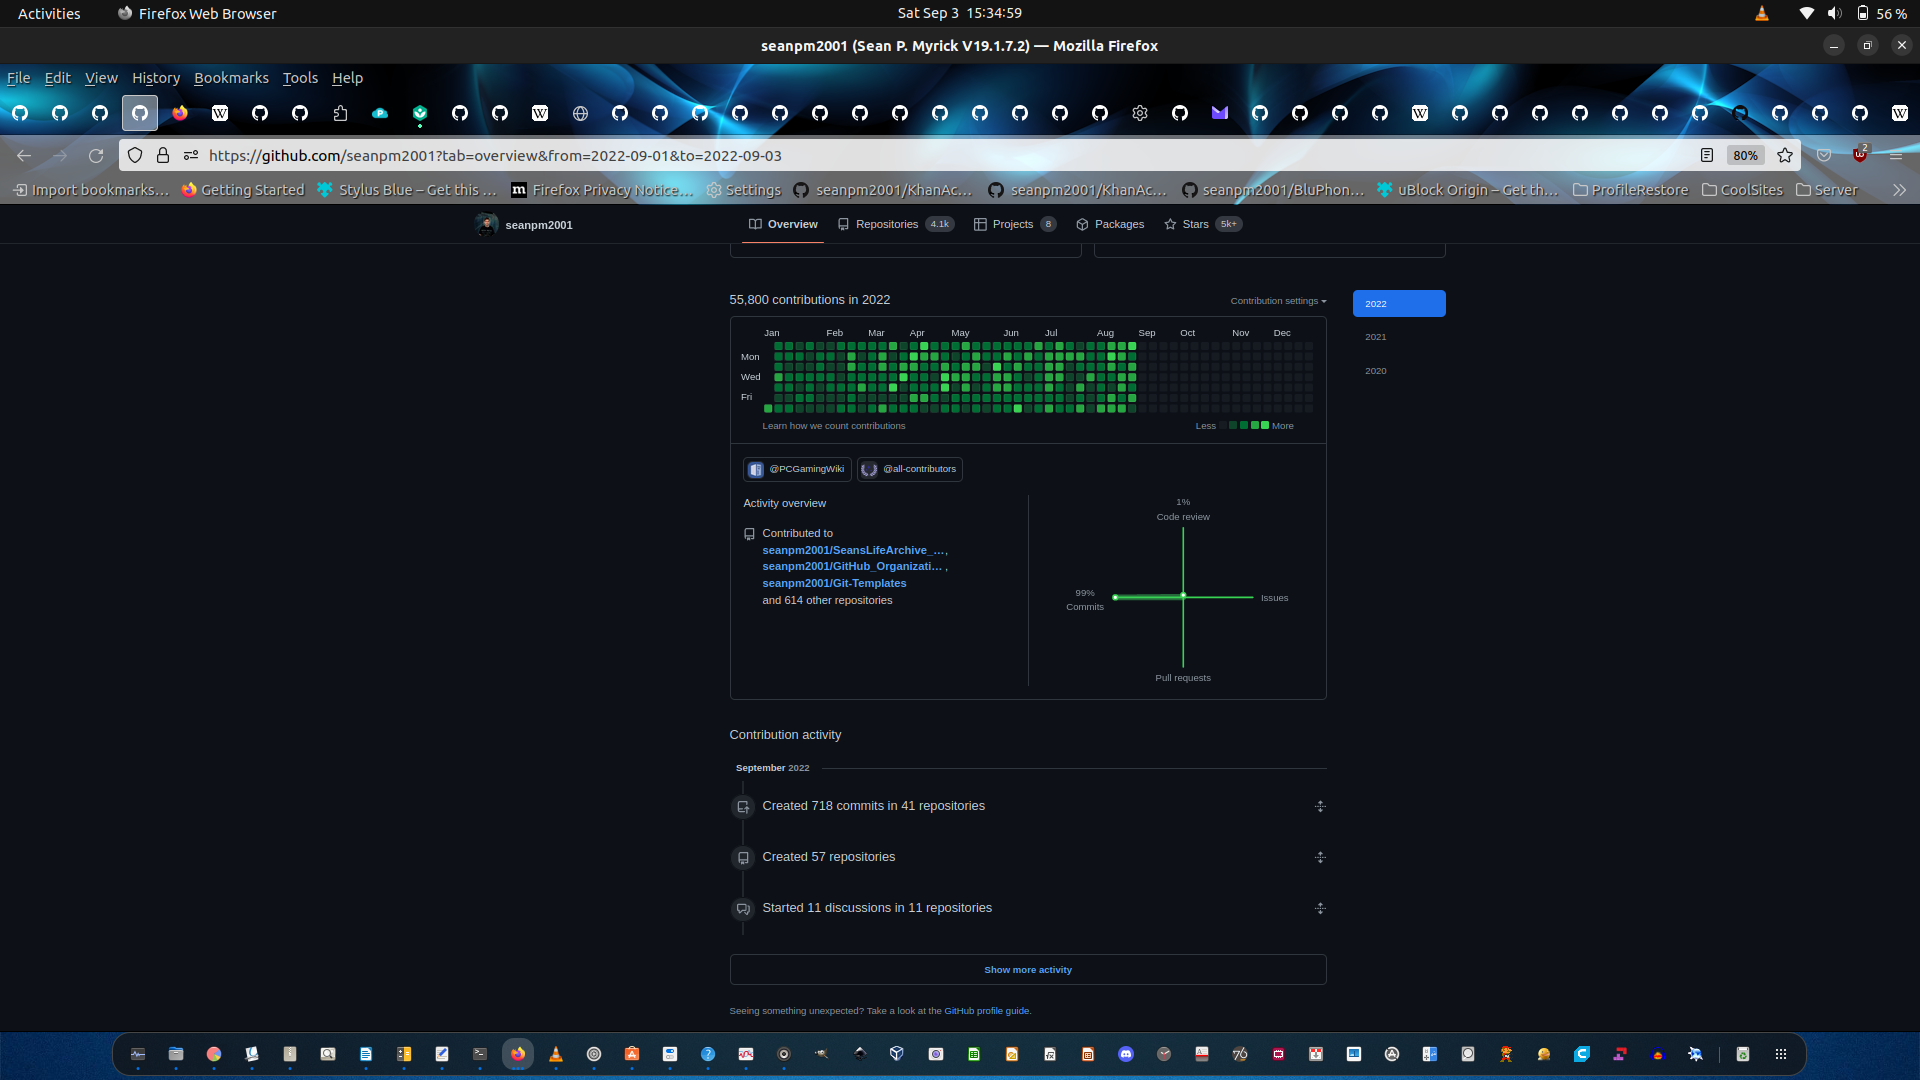 Activities
Firefox Web Browser
Sat Sep 3 15:34:59
56 %
seanpm2001 (Sean P. Myrick V19.1.7.2) — Mozilla Firefox
File Edit View History Bookmarks Tools Help
https://github.com/seanpm2001?tab=overview&from=2022-09-01&to=2022-09-03
80%
2
Import bookmarks…
Getting Started
Stylus Blue – Get this …
Firefox Privacy Notice…
Settings
seanpm2001/KhanAc…
seanpm2001/KhanAc…
seanpm2001/BluPhon…
uBlock Origin – Get th…
ProfileRestore
CoolSites
Server
seanpm2001
Overview
Repositories 4.1k
Projects 8
Packages
Stars 5k+
55,800 contributions in 2022
Contribution settings
2022
2021
2020
Jan Feb Mar Apr May Jun Jul Aug Sep Oct Nov Dec
Mon
Wed
Fri
Learn how we count contributions
Less
More
@PCGamingWiki
@all-contributors
Activity overview
Contributed to
seanpm2001/SeansLifeArchive_…,
seanpm2001/GitHub_Organizati… ,
seanpm2001/Git-Templates
and 614 other repositories
1%
Code review
99%
Commits
Issues
Pull requests
Contribution activity
September 2022
Created 718 commits in 41 repositories
Created 57 repositories
Started 11 discussions in 11 repositories
Show more activity
Seeing something unexpected? Take a look at the GitHub profile guide.